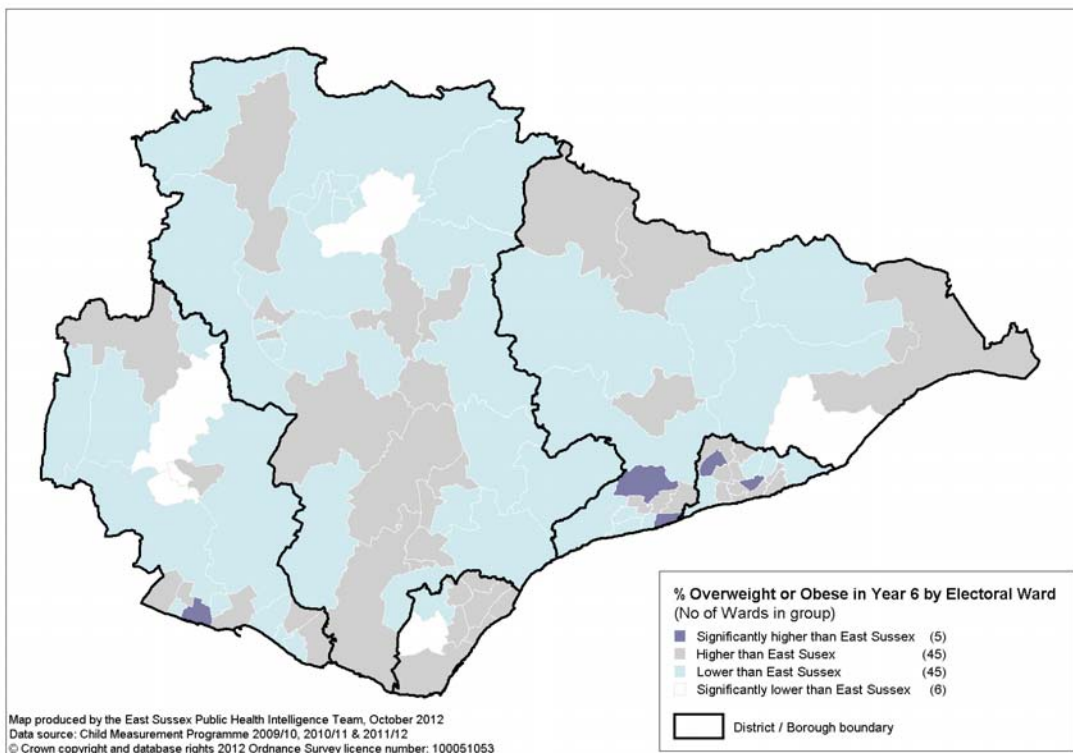 % Overweight or Obese in Year 6 by Electoral Ward
(No of Wards in group)
Significantly higher than East Sussex (5)
Higher than East Susex (45)
Lower than East Sussex (45)
Significantly lower than East Sussex (6)
District / Borough boundary
Map produced by the East Sussex Public Health Intelligence Team, October 2012
Data source: Child Measurement Programme 2009/10, 2010/11 & 2011/12
© Crown copyright and database rights 2012 Ordnance Survey licence number: 100051053